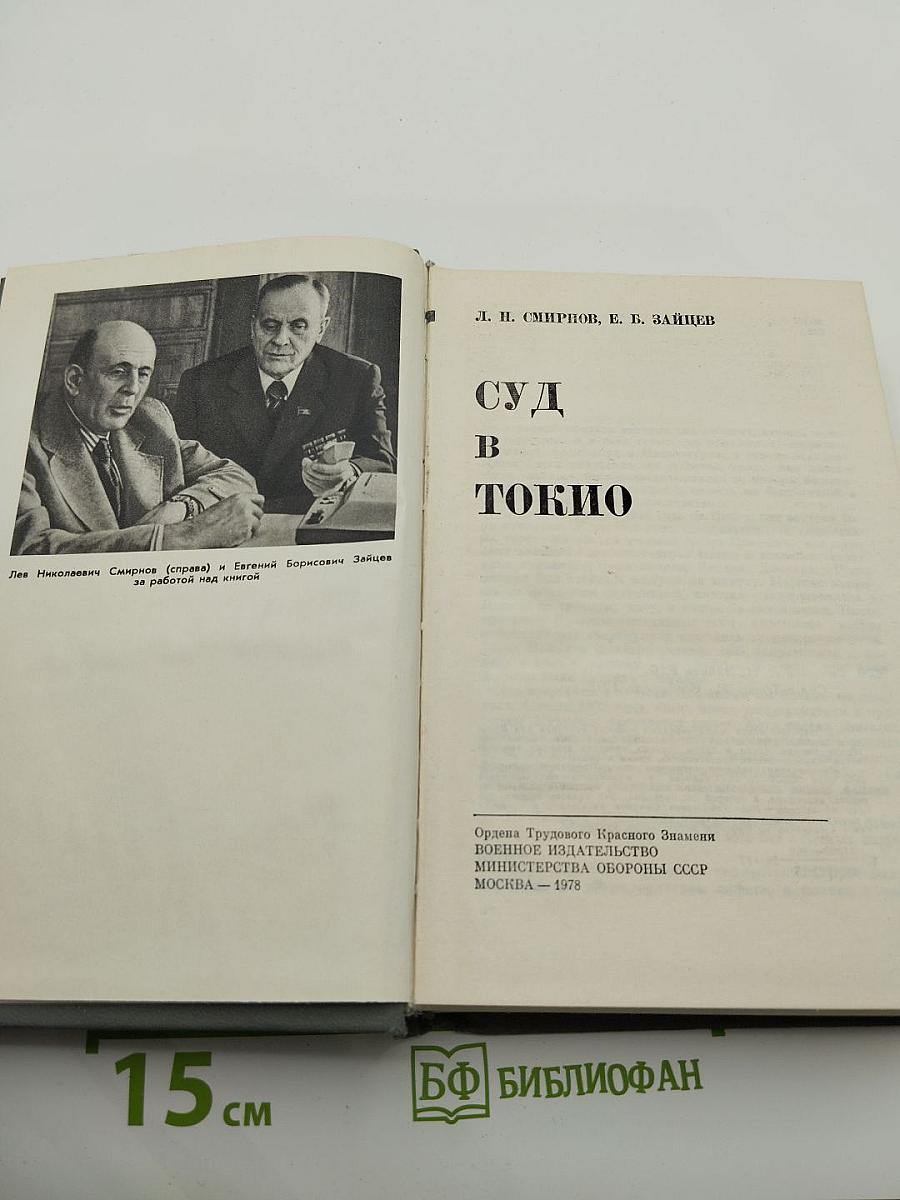 Лев Николаевич Смирнов (справа) и Евгений Борисович Зайцев
за работой над книгой
Л. Н. СМИРНОВ, Е. Б. ЗАЙЦЕВ
СУД
В
ТОКИО
Ордена Трудового Красного Знамени
ВОЕННОЕ ИЗДАТЕЛЬСТВО
МИНИСТЕРСТВА ОБОРОНЫ СССР
МОСКВА — 1978
15 см
БФ БИБЛИОФАН